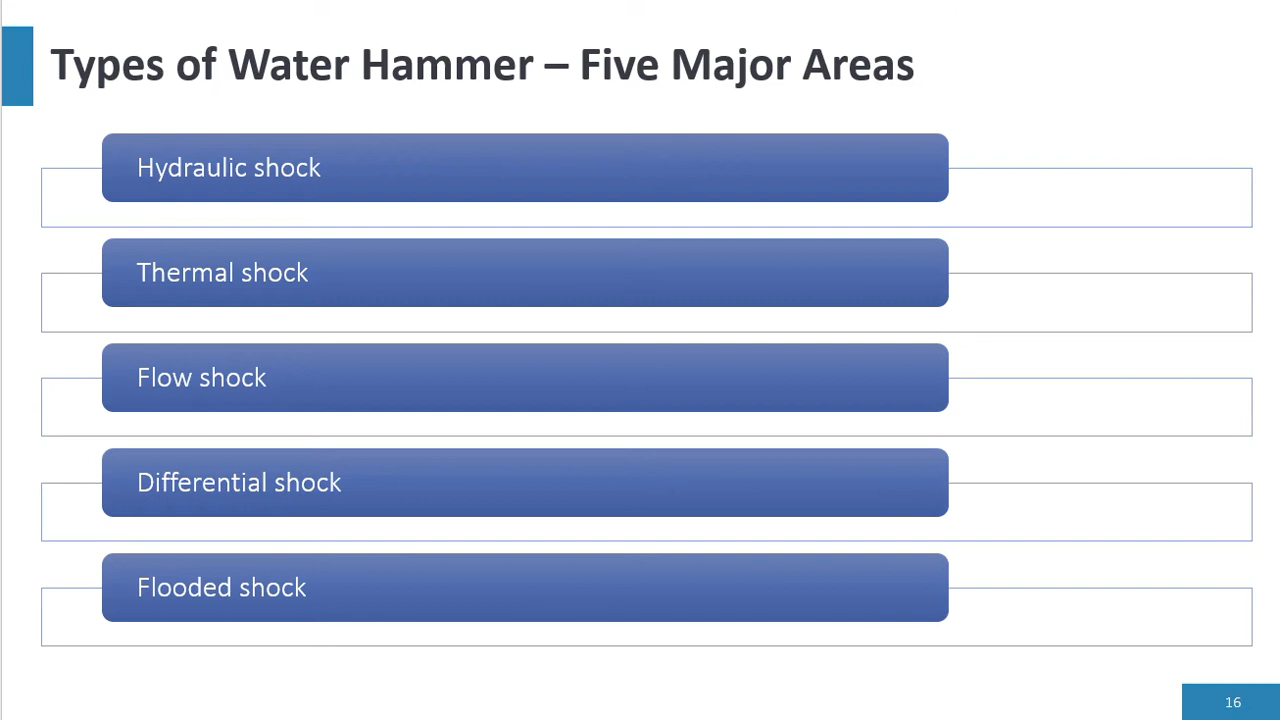 Types of Water Hammer – Five Major Areas
Hydraulic shock
Thermal shock
Flow shock
Differential shock
Flooded shock
16